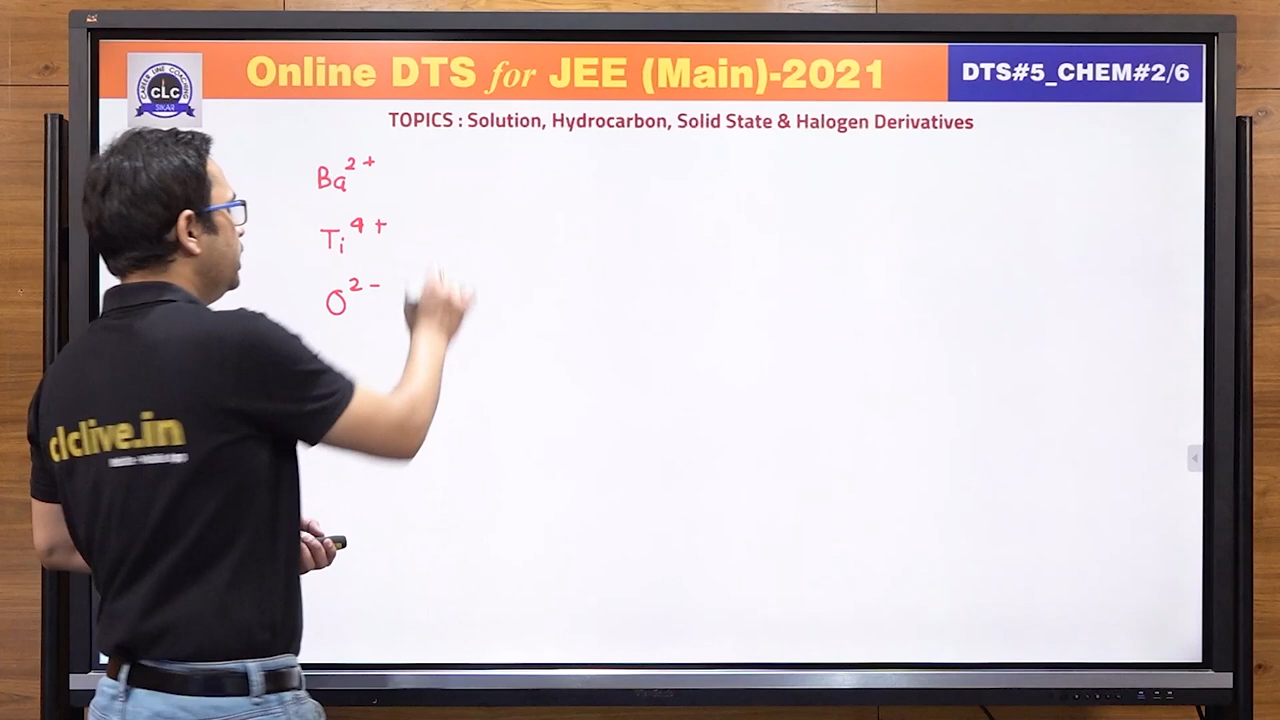 Online DTS for JEE (Main)-2021
DTS#5_CHEM#2/6
CAREER LINE COACHING
CLC
SIKAR
TOPICS : Solution, Hydrocarbon, Solid State & Halogen Derivatives
Ba²⁺
Ti⁴⁺
O²⁻
clclive.in